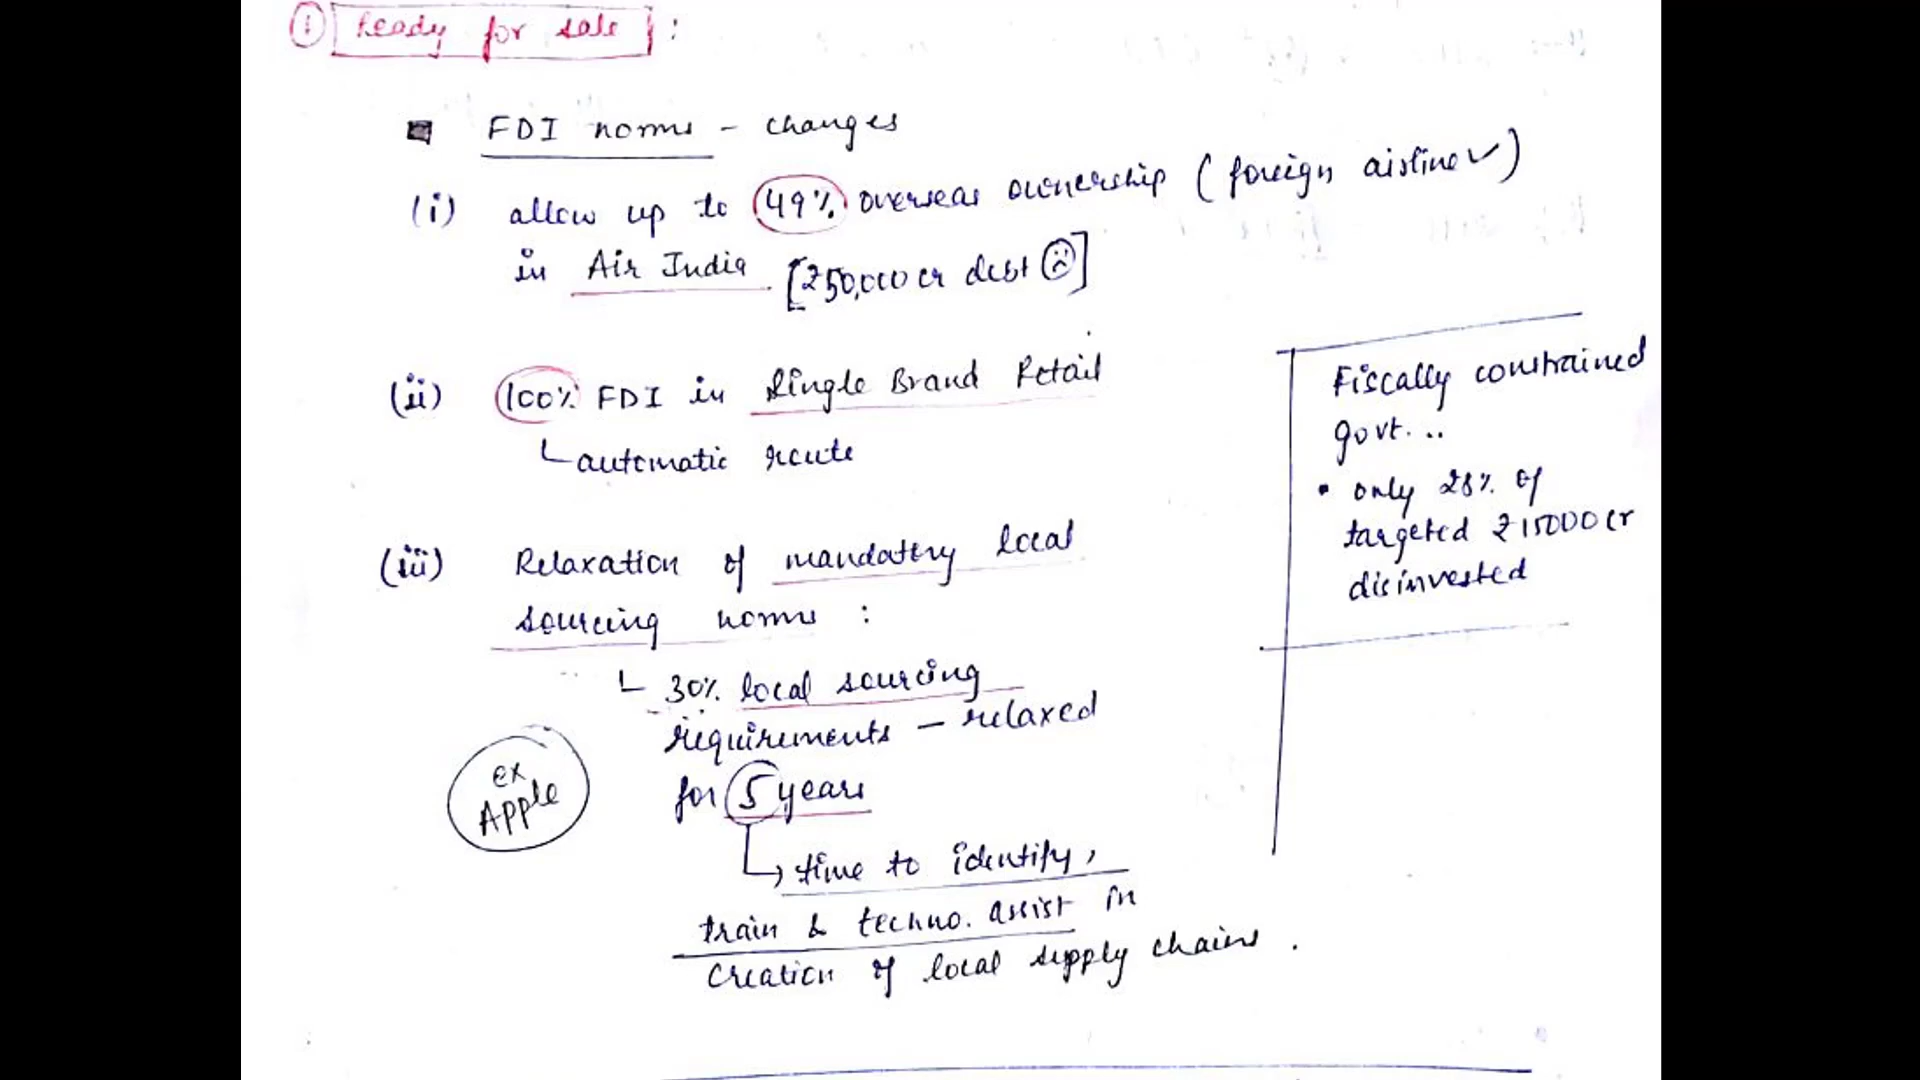 ① Ready for sale :
FDI norms - changes
(i) allow up to 49% overseas ownership (foreign airline ✓)
in Air India [₹50,000 cr debt ☹]
(ii) 100% FDI in Single Brand Retail
automatic route
Fiscally constrained
govt...
• only 28% of
targeted ₹15000 cr
disinvested
(iii) Relaxation of mandatory local
sourcing norms :
30% local sourcing
requirements - relaxed
for 5 years
ex
Apple
→ time to identify,
train & techno. assist in
creation of local supply chains.